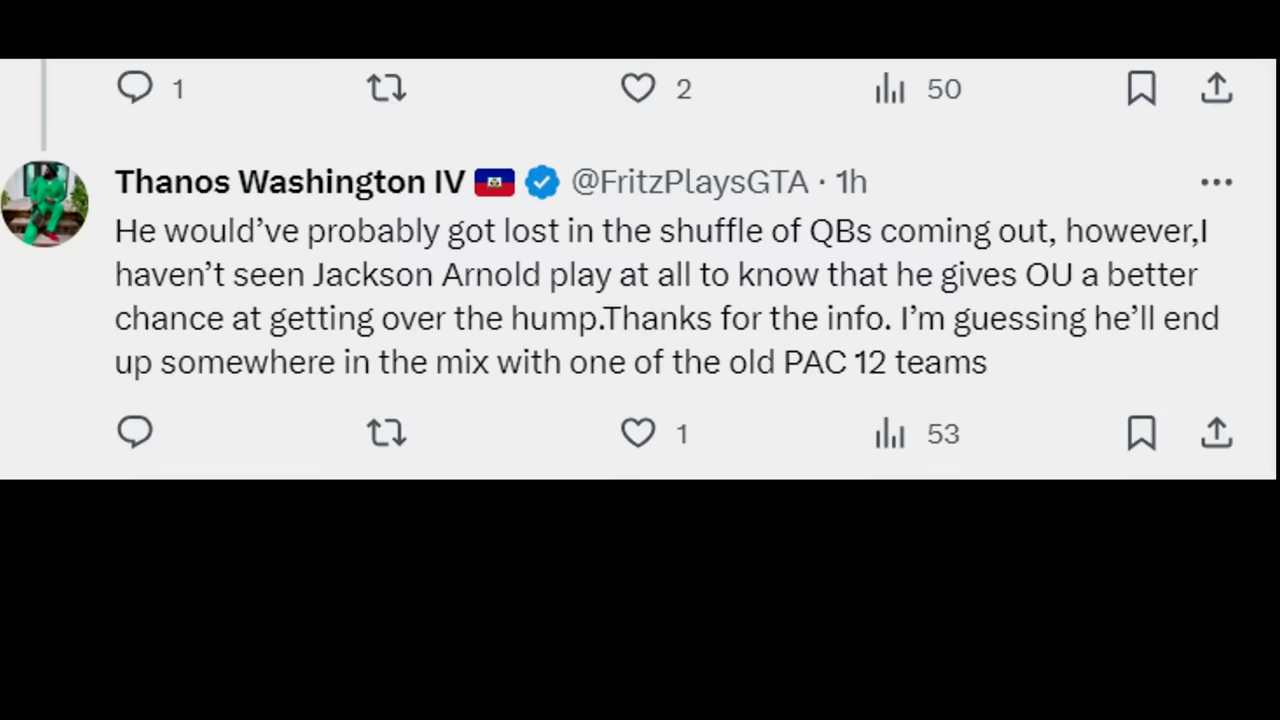 1 2 50
Thanos Washington IV @FritzPlaysGTA · 1h
He would’ve probably got lost in the shuffle of QBs coming out, however,I
haven’t seen Jackson Arnold play at all to know that he gives OU a better
chance at getting over the hump.Thanks for the info. I’m guessing he’ll end
up somewhere in the mix with one of the old PAC 12 teams
1 53